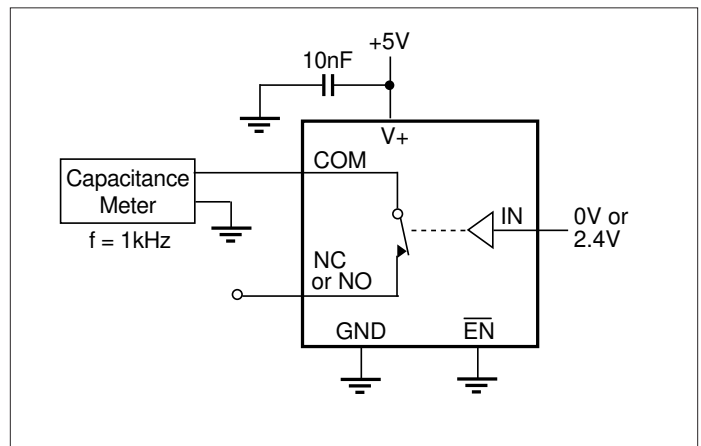 +5V
10nF
V+
COM
Capacitance
Meter
f = 1kHz
IN
0V or
2.4V
NC
or NO
GND
EN